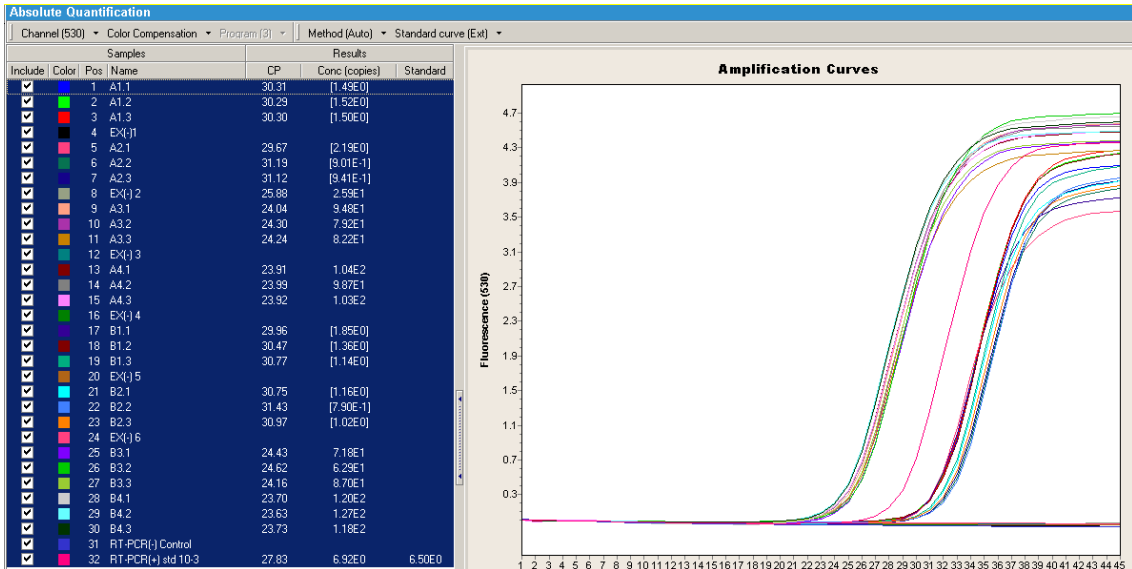 Absolute Quantification
Channel (530) Color Compensation Program (3) Method (Auto) Standard curve (Ext)
Samples Results
Include Color Pos Name CP Conc (copies) Standard
1 A1.1 30.31 [1.49E0]
2 A1.2 30.29 [1.52E0]
3 A1.3 30.30 [1.50E0]
4 EX(-)1
5 A2.1 29.67 [2.19E0]
6 A2.2 31.19 [9.01E-1]
7 A2.3 31.12 [9.41E-1]
8 EX(-) 2 25.88 2.59E1
9 A3.1 24.04 9.48E1
10 A3.2 24.30 7.92E1
11 A3.3 24.24 8.22E1
12 EX(-) 3
13 A4.1 23.91 1.04E2
14 A4.2 23.99 9.87E1
15 A4.3 23.92 1.03E2
16 EX(-) 4
17 B1.1 29.96 [1.85E0]
18 B1.2 30.47 [1.36E0]
19 B1.3 30.77 [1.14E0]
20 EX(-) 5
21 B2.1 30.75 [1.16E0]
22 B2.2 31.43 [7.90E-1]
23 B2.3 30.97 [1.02E0]
24 EX(-) 6
25 B3.1 24.43 7.18E1
26 B3.2 24.62 6.29E1
27 B3.3 24.16 8.70E1
28 B4.1 23.70 1.20E2
29 B4.2 23.63 1.27E2
30 B4.3 23.73 1.18E2
31 RT-PCR(-) Control
32 RT-PCR(+) std 10-3 27.83 6.92E0 6.50E0
Amplification Curves
Fluorescence (530)
4.7
4.3
3.9
3.5
3.1
2.7
2.3
1.9
1.5
1.1
0.7
0.3
1 2 3 4 5 6 7 8 9 10 11 12 13 14 15 16 17 18 19 20 21 22 23 24 25 26 27 28 29 30 31 32 33 34 35 36 37 38 39 40 41 42 43 44 45